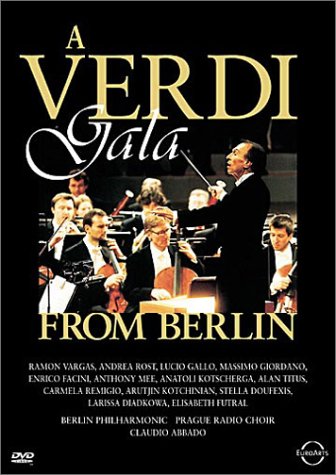 A
VERDI
Gala
FROM BERLIN
RAMON VARGAS, ANDREA ROST, LUCIO GALLO, MASSIMO GIORDANO,
ENRICO FACINI, ANTHONY MEE, ANATOLI KOTSCHERGA, ALAN TITUS,
CARMELA REMIGIO, ARUTJIN KOTCHINIAN, STELLA DOUFEXIS,
LARISSA DIADKOWA, ELISABETH FUTRAL
BERLIN PHILHARMONIC PRAGUE RADIO CHOIR
CLAUDIO ABBADO
DVD
EUROARTS